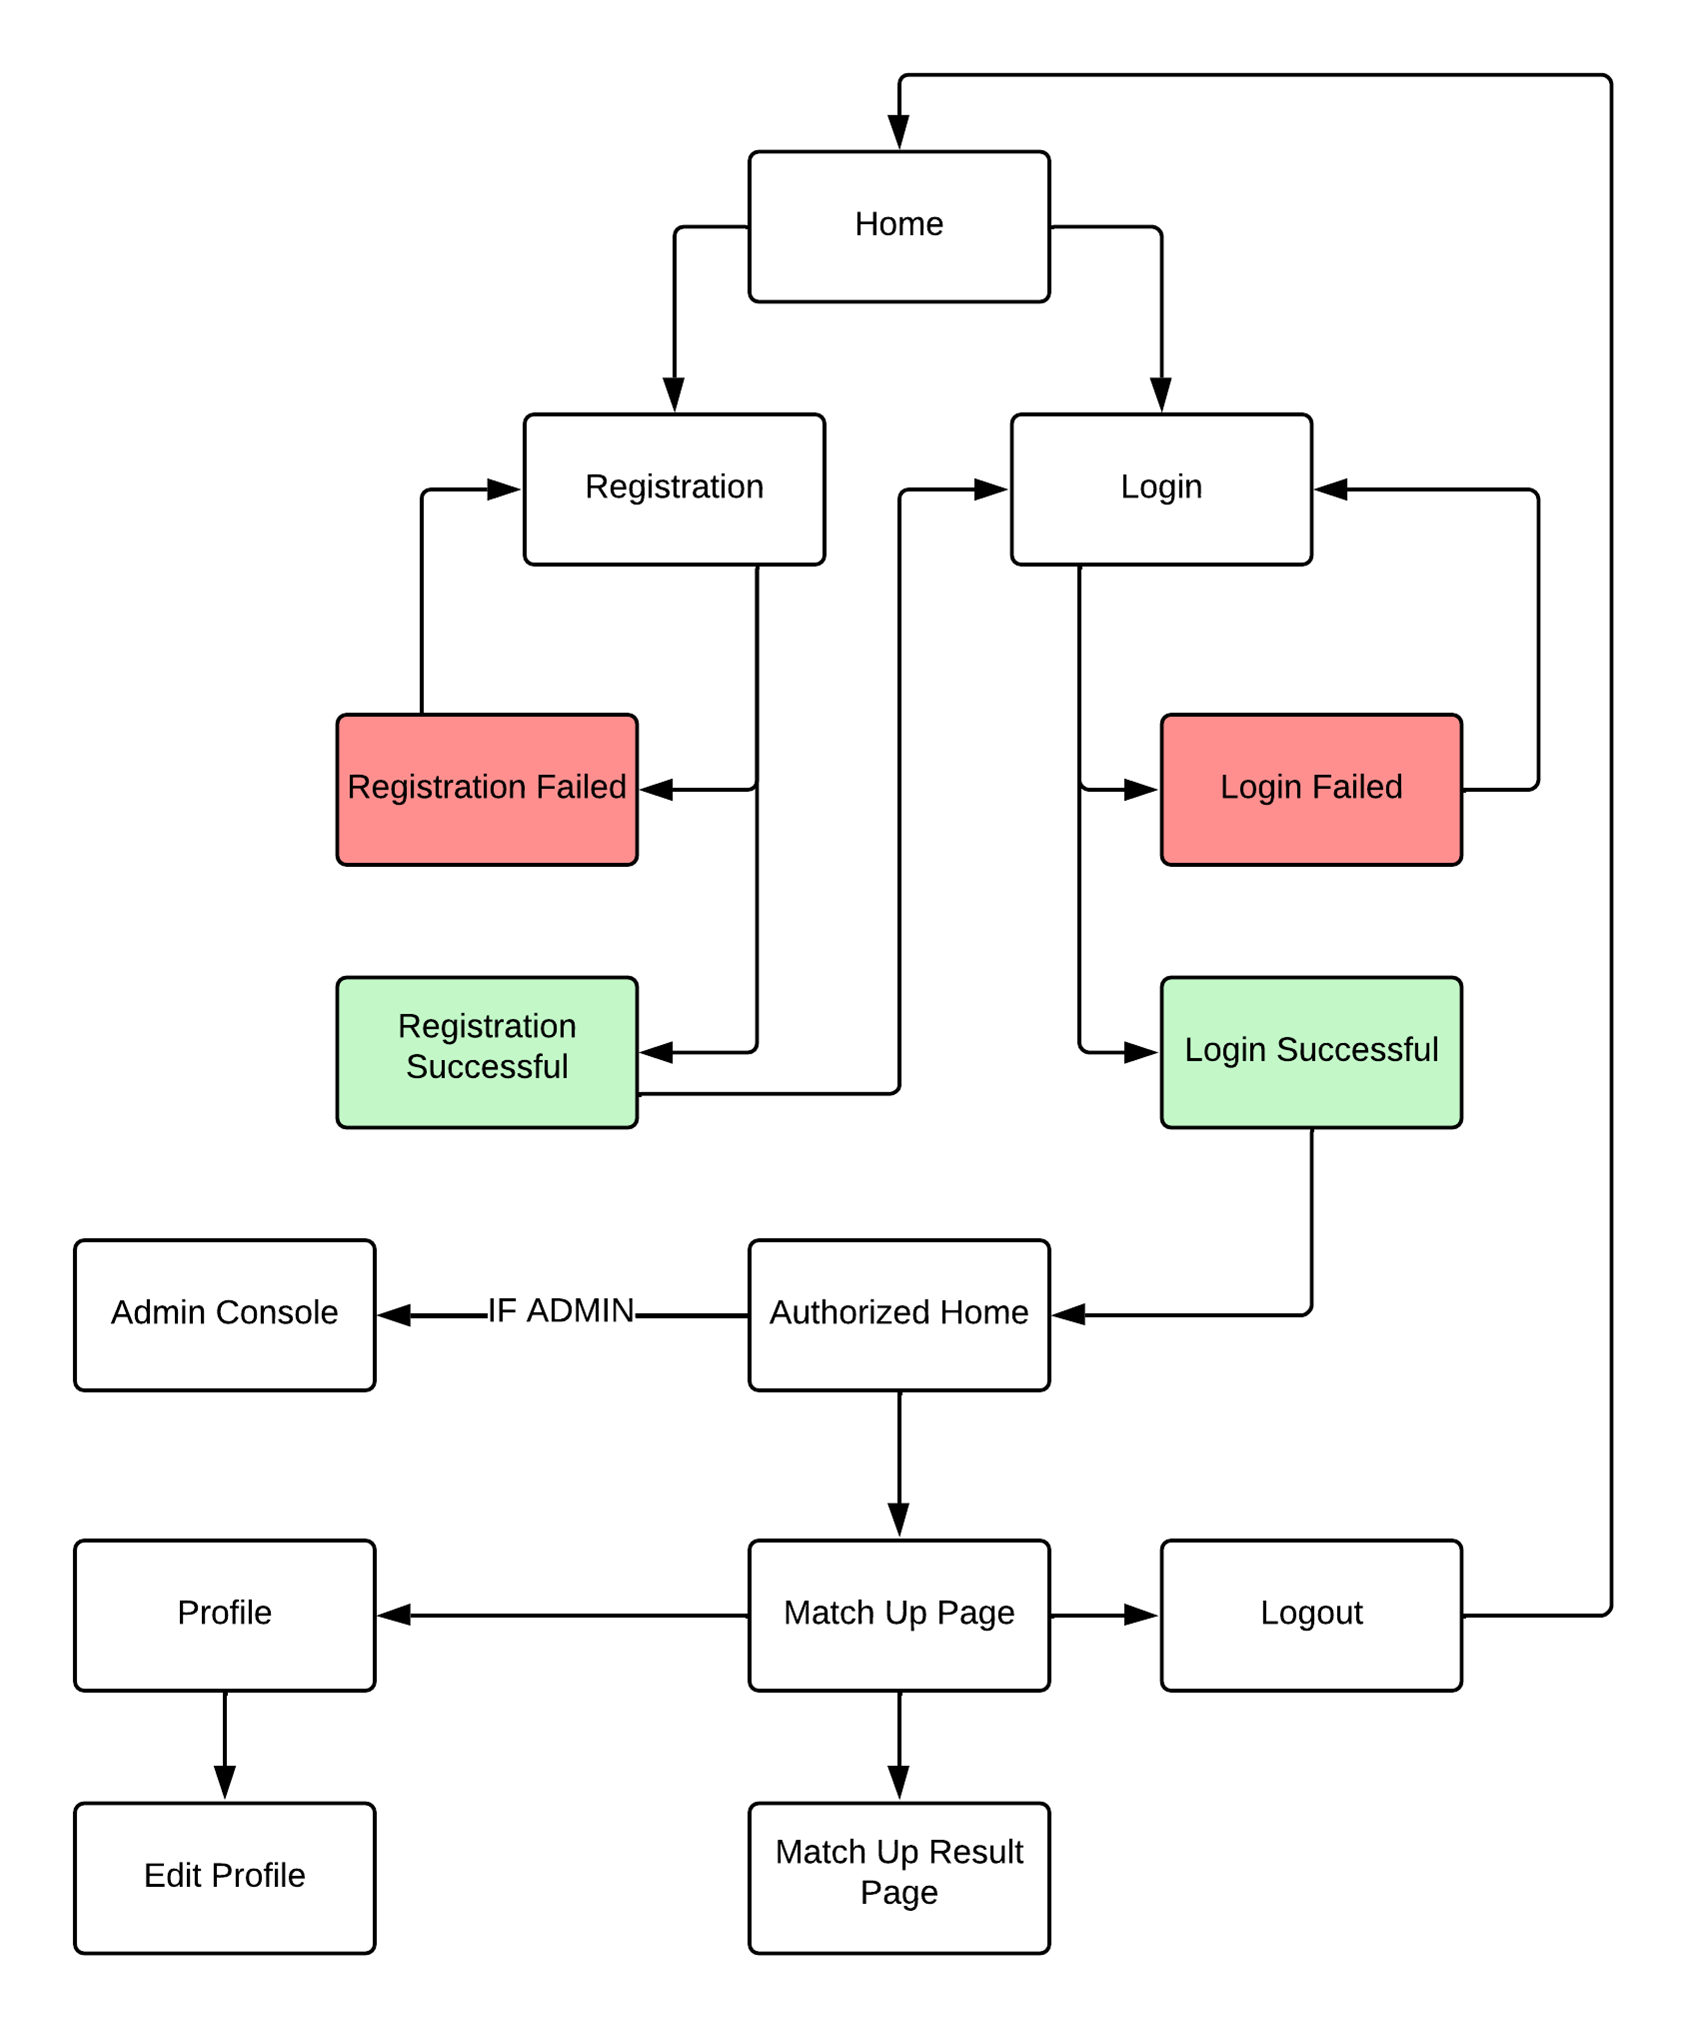 Home
Registration
Login
Registration Failed
Login Failed
Registration
Successful
Login Successful
Admin Console
IF ADMIN
Authorized Home
Profile
Match Up Page
Logout
Edit Profile
Match Up Result
Page